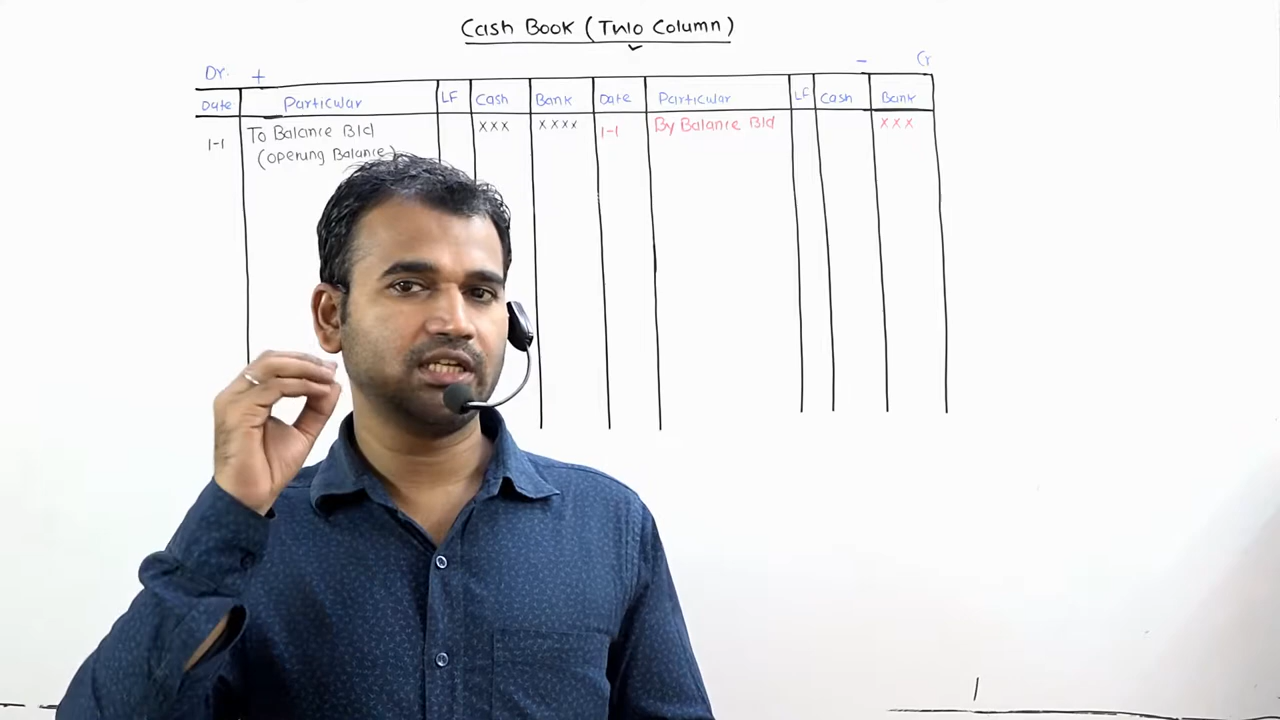 Cash Book (Two Column)
Dr. + - Cr
Date Particular LF Cash Bank Date Particular LF Cash Bank
1-1 To Balance B/d xxx xxxx 1-1 By Balance B/d xxx
(opening Balance)